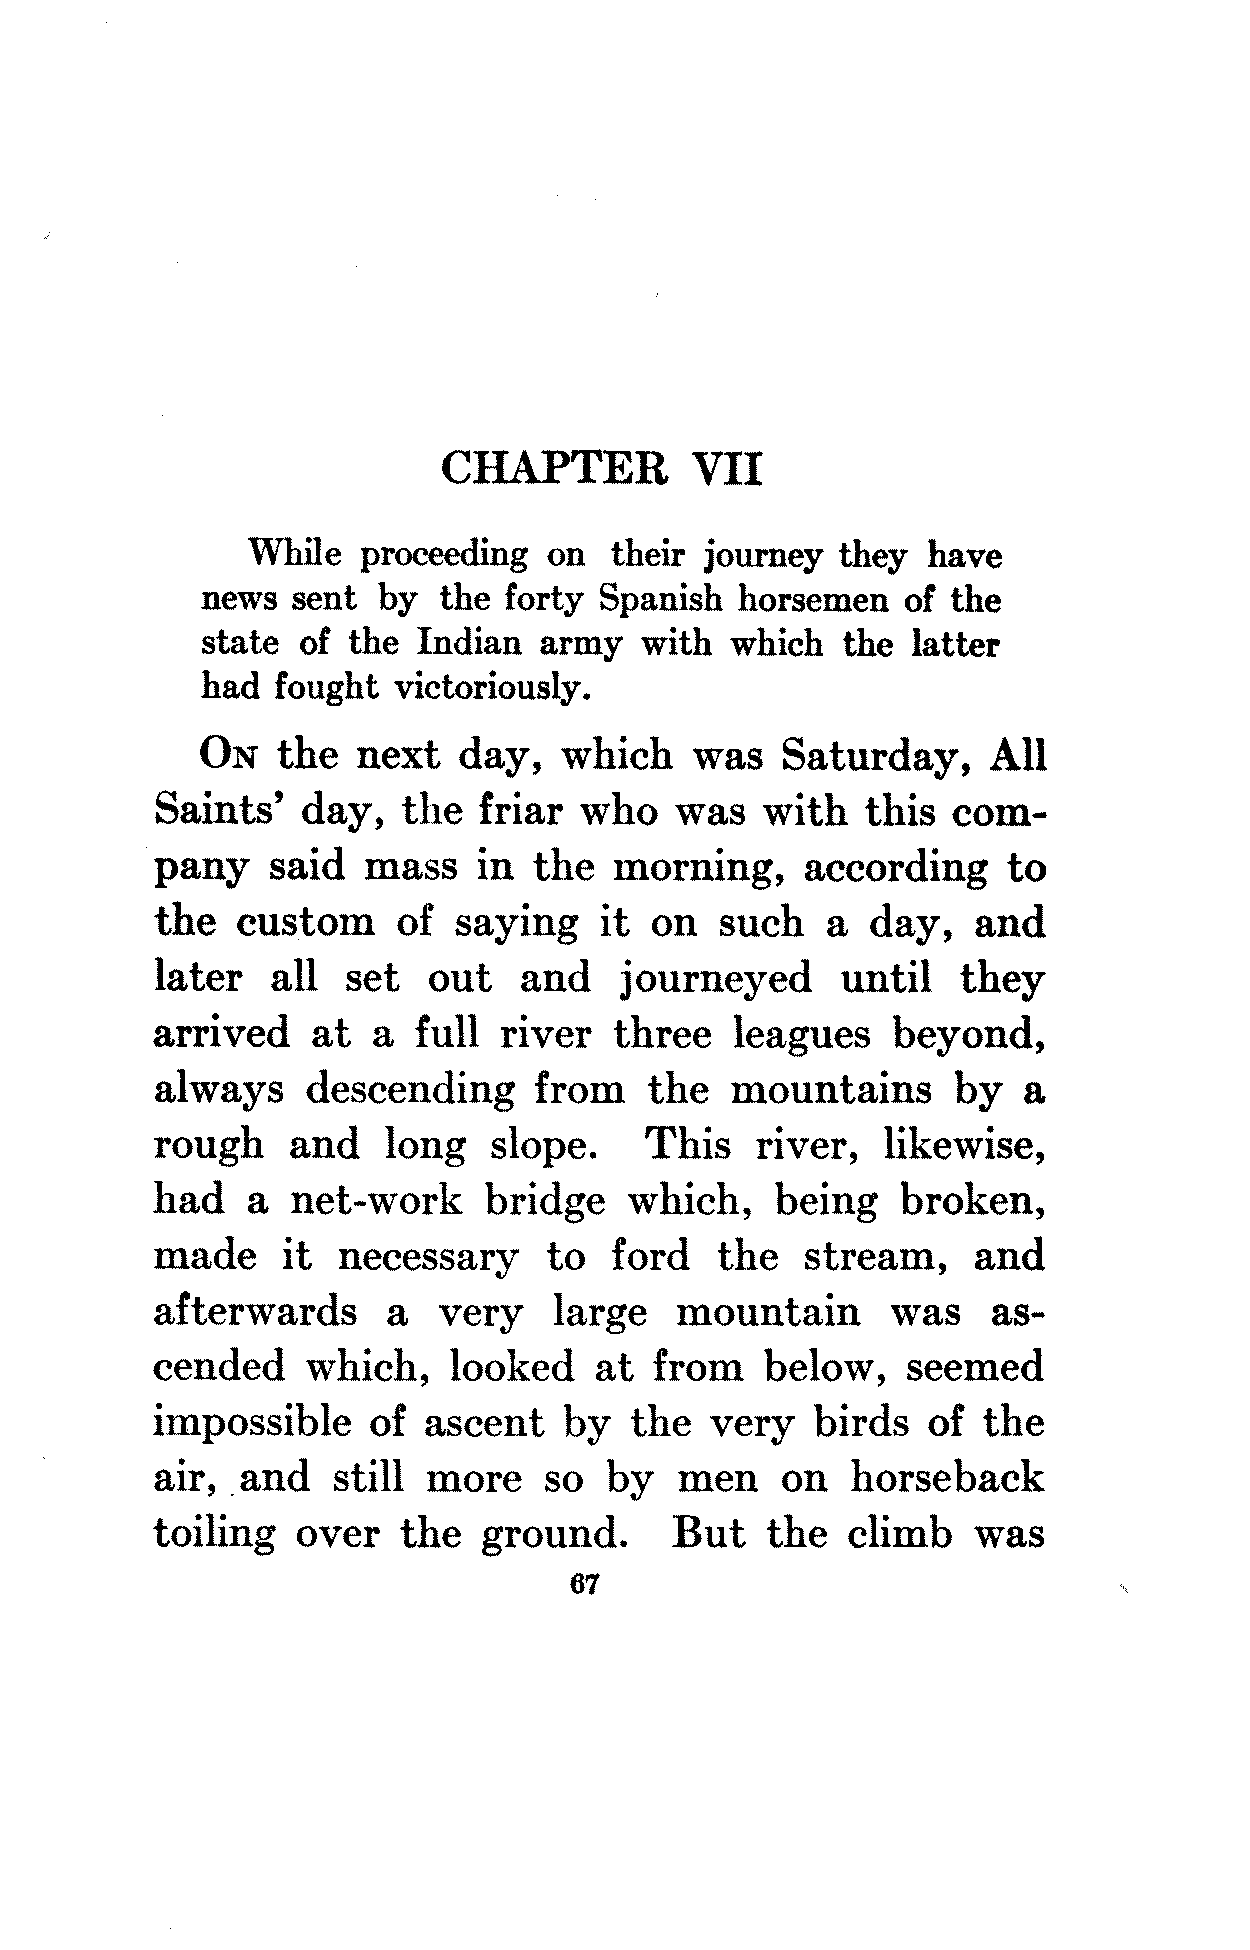 CHAPTER VII
While proceeding on their journey they have
news sent by the forty Spanish horsemen of the
state of the Indian army with which the latter
had fought victoriously.
ON the next day, which was Saturday, All
Saints' day, the friar who was with this com-
pany said mass in the morning, according to
the custom of saying it on such a day, and
later all set out and journeyed until they
arrived at a full river three leagues beyond,
always descending from the mountains by a
rough and long slope. This river, likewise,
had a net-work bridge which, being broken,
made it necessary to ford the stream, and
afterwards a very large mountain was as-
cended which, looked at from below, seemed
impossible of ascent by the very birds of the
air, and still more so by men on horseback
toiling over the ground. But the climb was
67